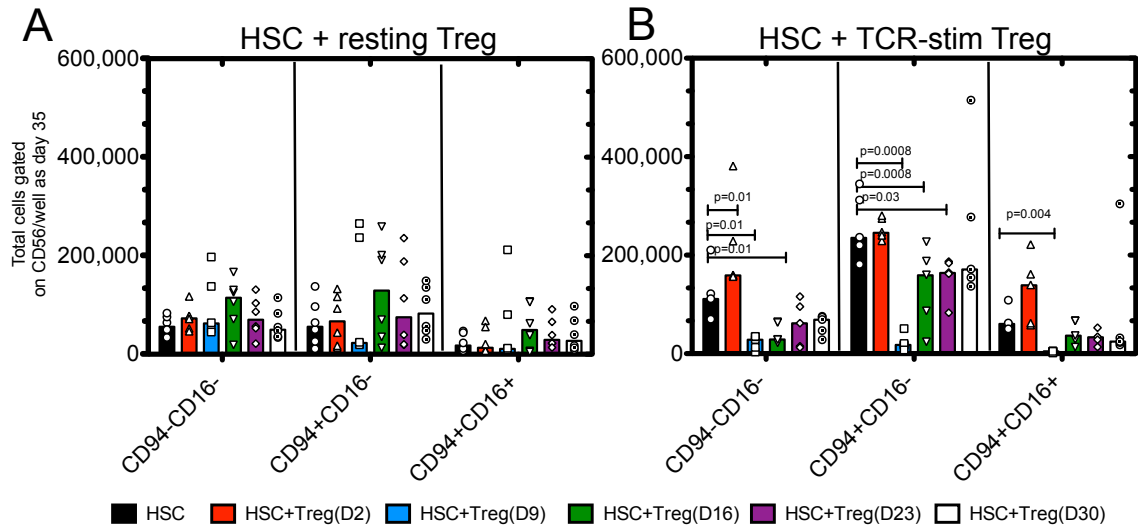 A
HSC + resting Treg
600,000
400,000
200,000
0
Total cells gated
on CD56/well as day 35
CD94-CD16-
CD94+CD16-
CD94+CD16+
B
HSC + TCR-stim Treg
600,000
400,000
200,000
0
p=0.01
p=0.01
p=0.01
p=0.0008
p=0.0008
p=0.03
p=0.004
CD94-CD16-
CD94+CD16-
CD94+CD16+
HSC
HSC+Treg(D2)
HSC+Treg(D9)
HSC+Treg(D16)
HSC+Treg(D23)
HSC+Treg(D30)